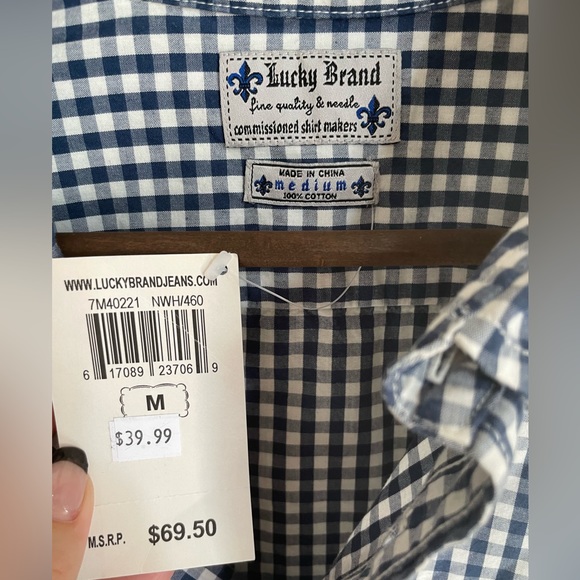 Lucky Brand
fine quality & needle
commissioned shirt makers
MADE IN CHINA
medium
100% COTTON
WWW.LUCKYBRANDJEANS.COM
7M40221 NWH/460
6 17089 23706 9
M
$39.99
M.S.R.P. $69.50